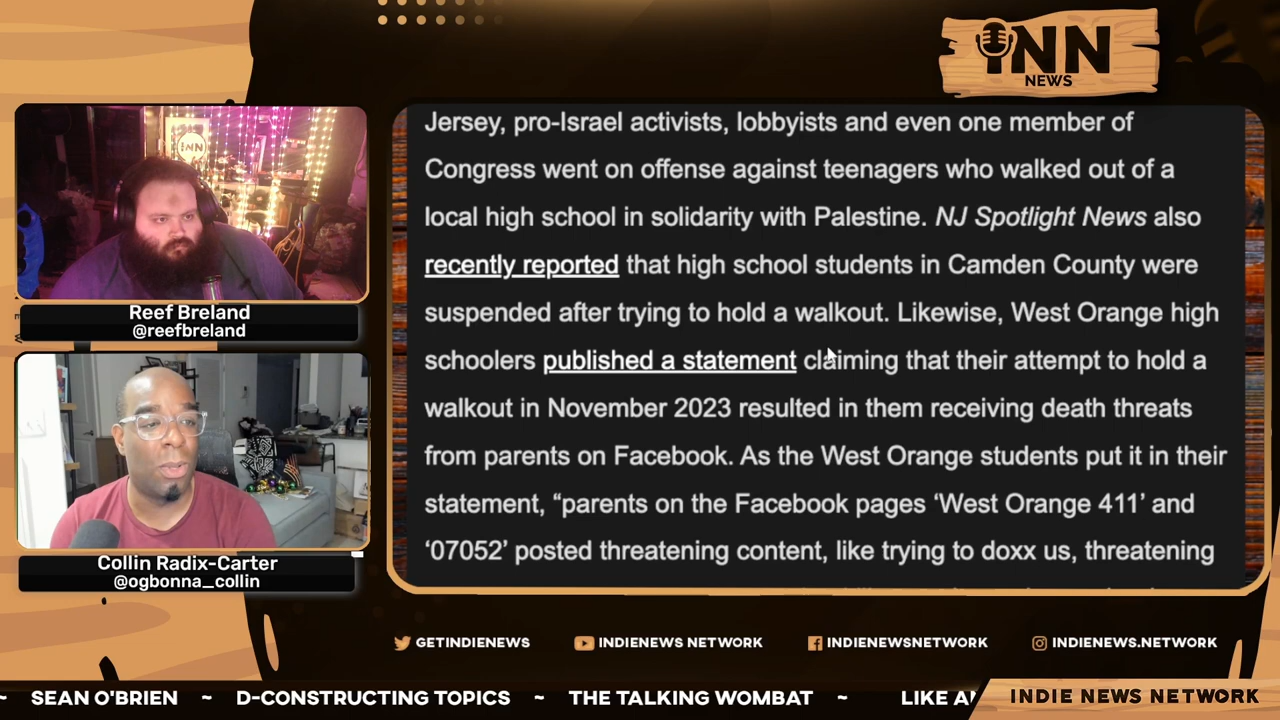 iNN
NEWS
iNN
Reef Breland
@reefbreland
Collin Radix-Carter
@ogbonna_collin
Jersey, pro-Israel activists, lobbyists and even one member of
Congress went on offense against teenagers who walked out of a
local high school in solidarity with Palestine. NJ Spotlight News also
recently reported that high school students in Camden County were
suspended after trying to hold a walkout. Likewise, West Orange high
schoolers published a statement claiming that their attempt to hold a
walkout in November 2023 resulted in them receiving death threats
from parents on Facebook. As the West Orange students put it in their
statement, “parents on the Facebook pages ‘West Orange 411’ and
‘07052’ posted threatening content, like trying to doxx us, threatening
GETINDIENEWS
INDIENEWS NETWORK
INDIENEWSNETWORK
INDIENEWS.NETWORK
~ SEAN O'BRIEN ~ D-CONSTRUCTING TOPICS ~ THE TALKING WOMBAT ~ LIKE
INDIE NEWS NETWORK